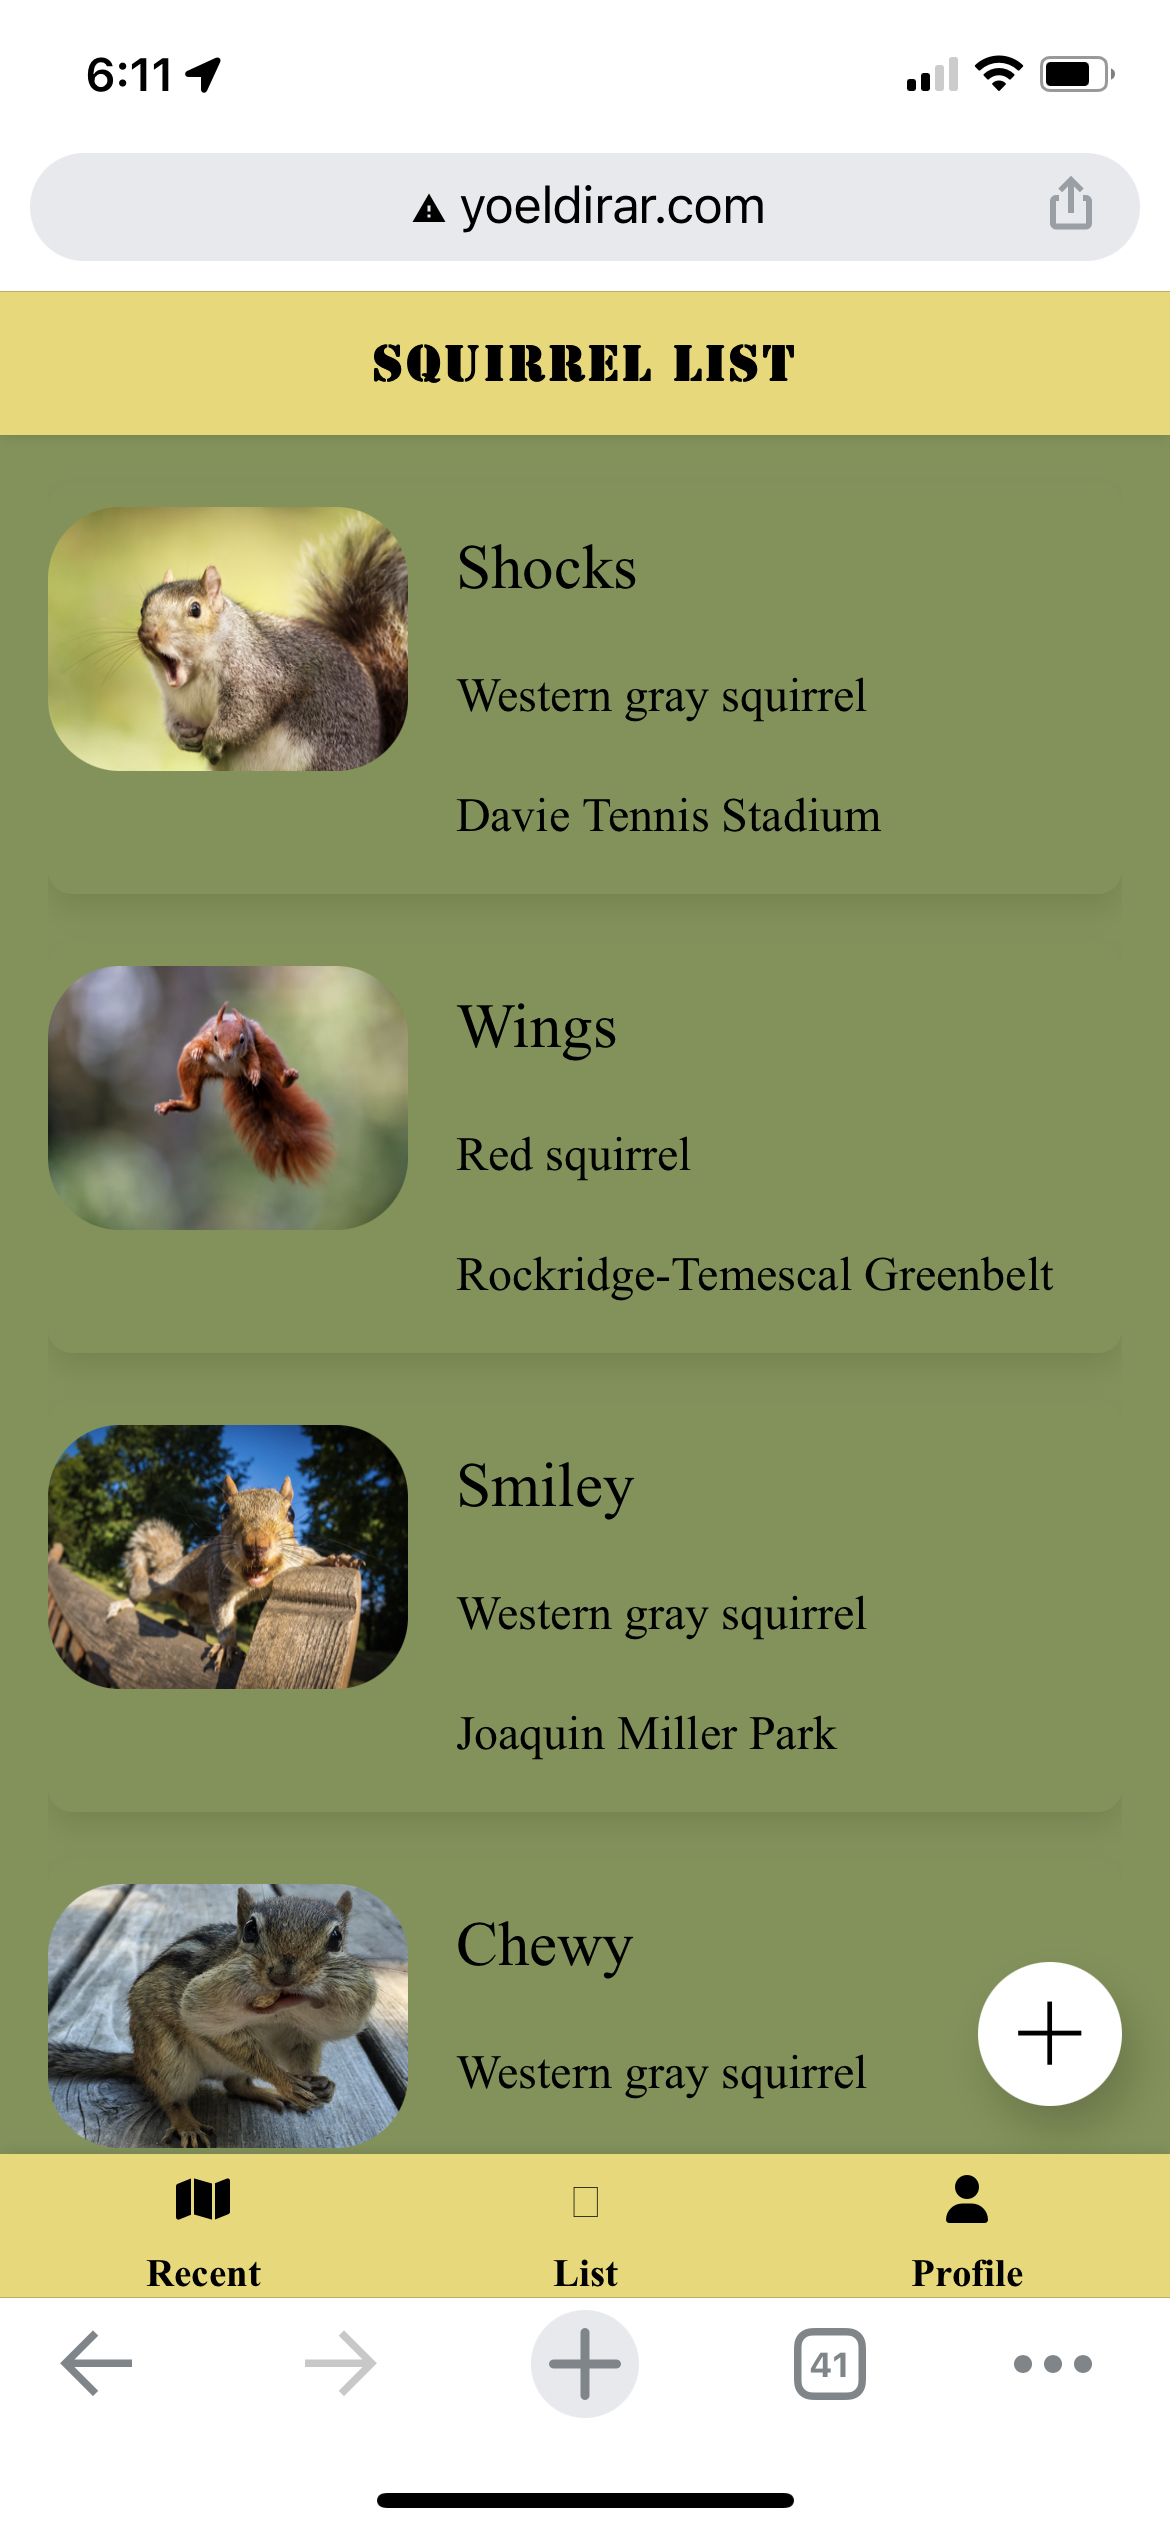 6:11
yoeldirar.com
SQUIRREL LIST
Shocks
Western gray squirrel
Davie Tennis Stadium
Wings
Red squirrel
Rockridge-Temescal Greenbelt
Smiley
Western gray squirrel
Joaquin Miller Park
Chewy
Western gray squirrel
Recent
List
Profile
41